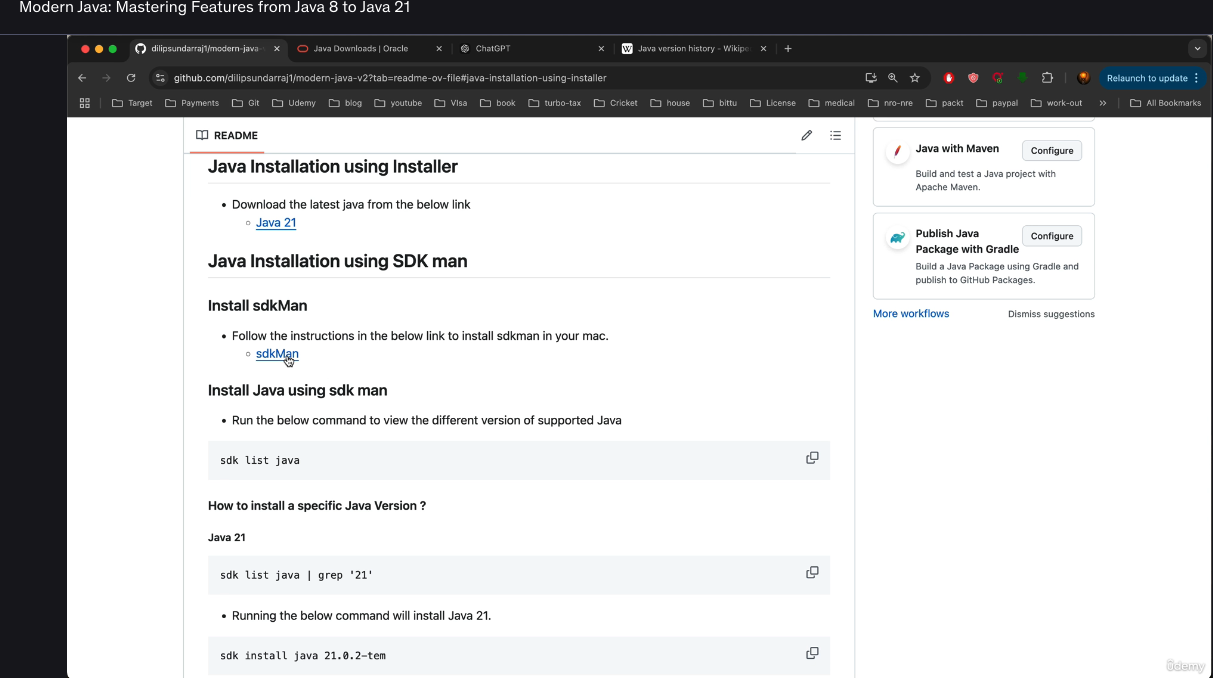 Modern Java: Mastering Features from Java 8 to Java 21
dilipsundarraj1/modern-java-
Java Downloads | Oracle
ChatGPT
Java version history - Wikipe
github.com/dilipsundarraj1/modern-java-v2?tab=readme-ov-file#java-installation-using-installer
Relaunch to update
Target
Payments
Git
Udemy
blog
youtube
VIsa
book
turbo-tax
Cricket
house
bittu
License
medical
nro-nre
packt
paypal
work-out
All Bookmarks
README
Java Installation using Installer
Download the latest java from the below link
Java 21
Java Installation using SDK man
Install sdkMan
Follow the instructions in the below link to install sdkman in your mac.
sdkMan
Install Java using sdk man
Run the below command to view the different version of supported Java
sdk list java
How to install a specific Java Version ?
Java 21
sdk list java | grep '21'
Running the below command will install Java 21.
sdk install java 21.0.2-tem
Java with Maven
Configure
Build and test a Java project with
Apache Maven.
Publish Java
Package with Gradle
Configure
Build a Java Package using Gradle and
publish to GitHub Packages.
More workflows
Dismiss suggestions
ûdemy